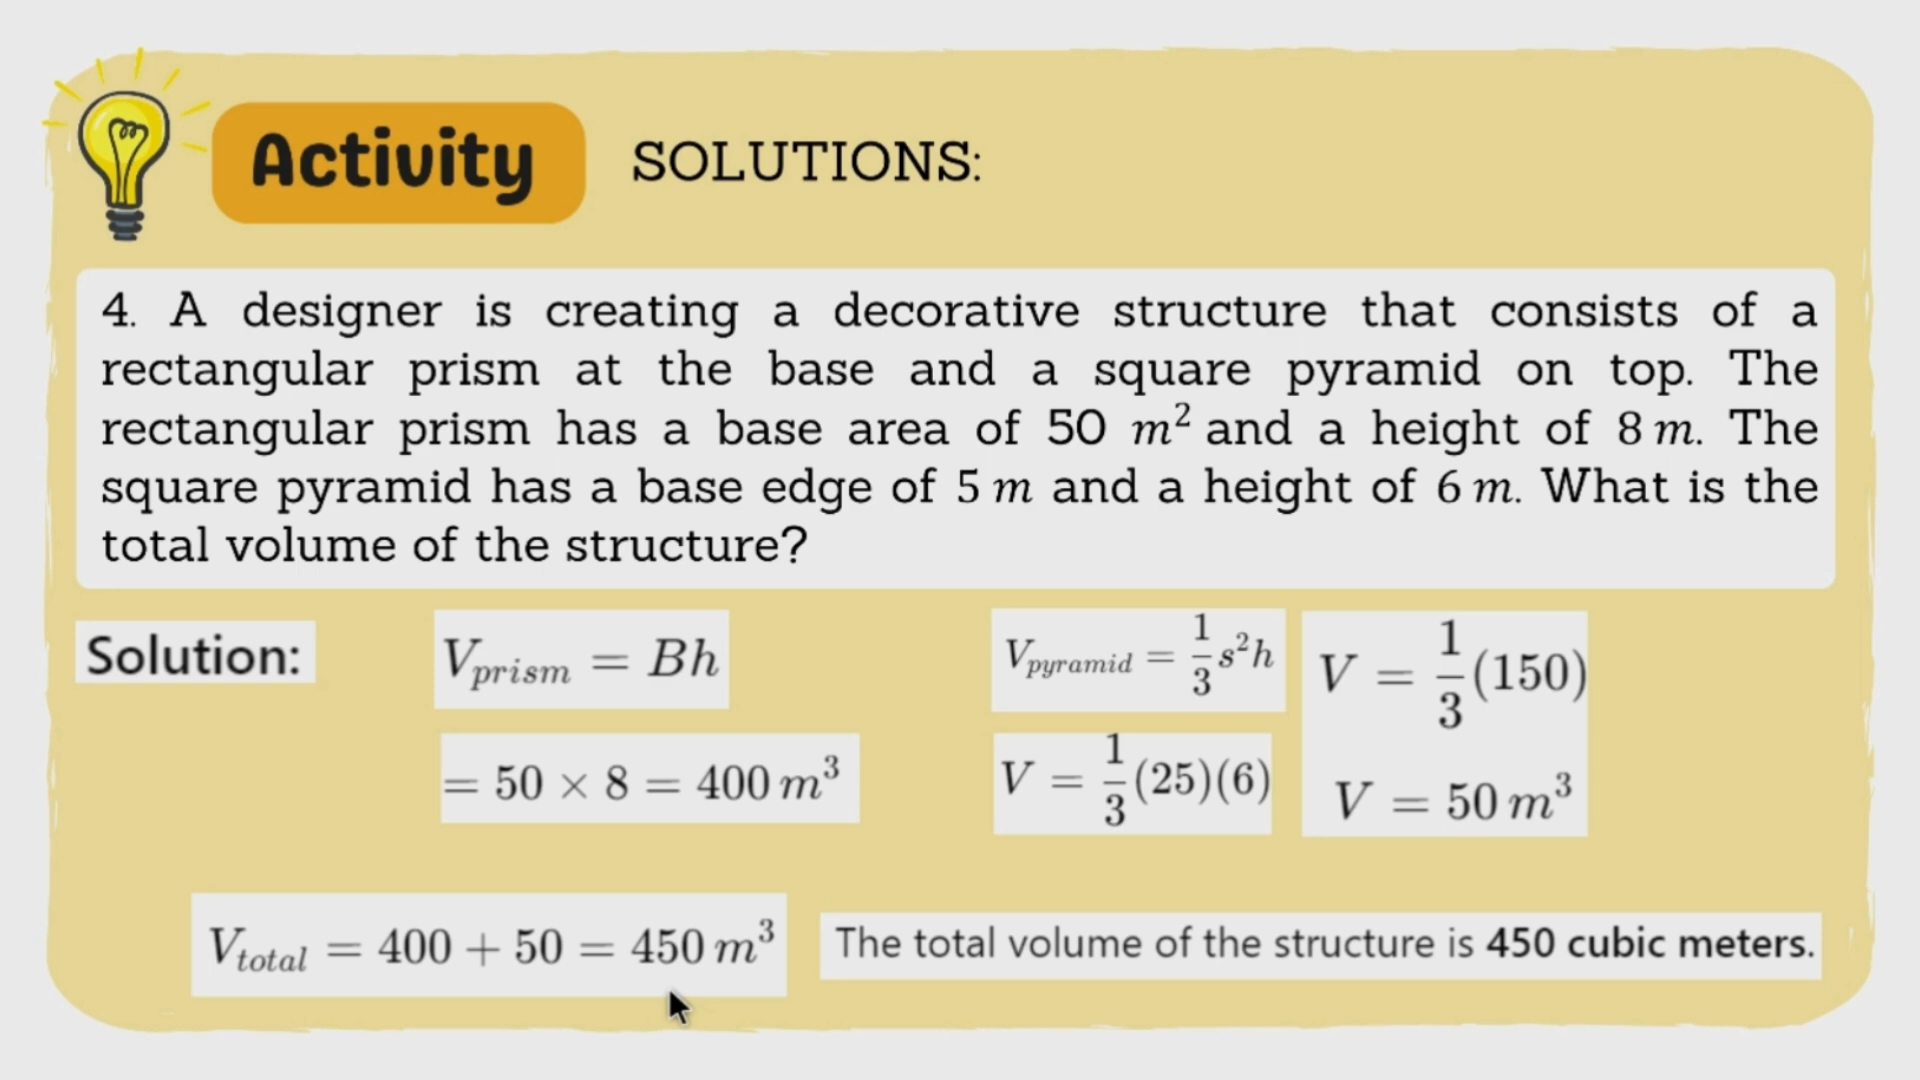 Activity
SOLUTIONS:
4. A designer is creating a decorative structure that consists of a
rectangular prism at the base and a square pyramid on top. The
rectangular prism has a base area of 50 m² and a height of 8 m. The
square pyramid has a base edge of 5 m and a height of 6 m. What is the
total volume of the structure?
Solution:
V_prism = Bh
= 50 × 8 = 400 m³
V_pyramid = 1/3 s²h
V = 1/3 (25)(6)
V = 1/3 (150)
V = 50 m³
V_total = 400 + 50 = 450 m³
The total volume of the structure is 450 cubic meters.